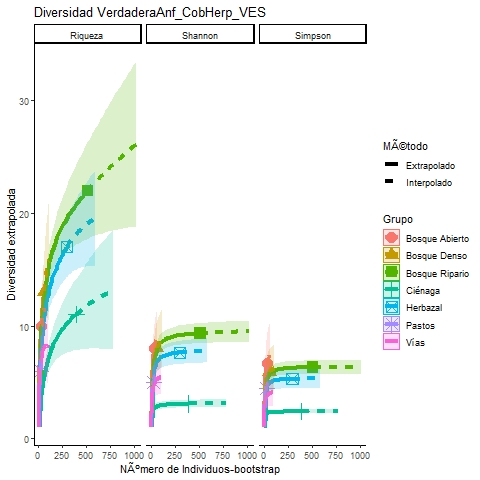 Diversidad VerdaderaAnf_CobHerp_VES
Riqueza
Shannon
Simpson
30
20
10
0
Diversidad extrapolada
0 250 500 750 1000
0 250 500 750 1000
0 250 500 750 1000
NÃºmero de Individuos-bootstrap
MÃ©todo
Extrapolado
Interpolado
Grupo
Bosque Abierto
Bosque Denso
Bosque Ripario
Ciénaga
Herbazal
Pastos
Vías